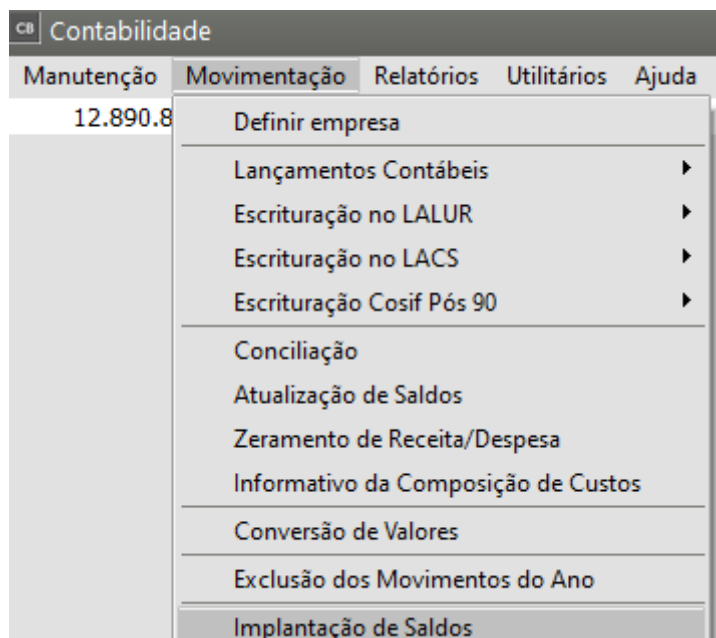 CB Contabilidade
Manutenção Movimentação Relatórios Utilitários Ajuda
12.890.8
Definir empresa
Lançamentos Contábeis
Escrituração no LALUR
Escrituração no LACS
Escrituração Cosif Pós 90
Conciliação
Atualização de Saldos
Zeramento de Receita/Despesa
Informativo da Composição de Custos
Conversão de Valores
Exclusão dos Movimentos do Ano
Implantação de Saldos